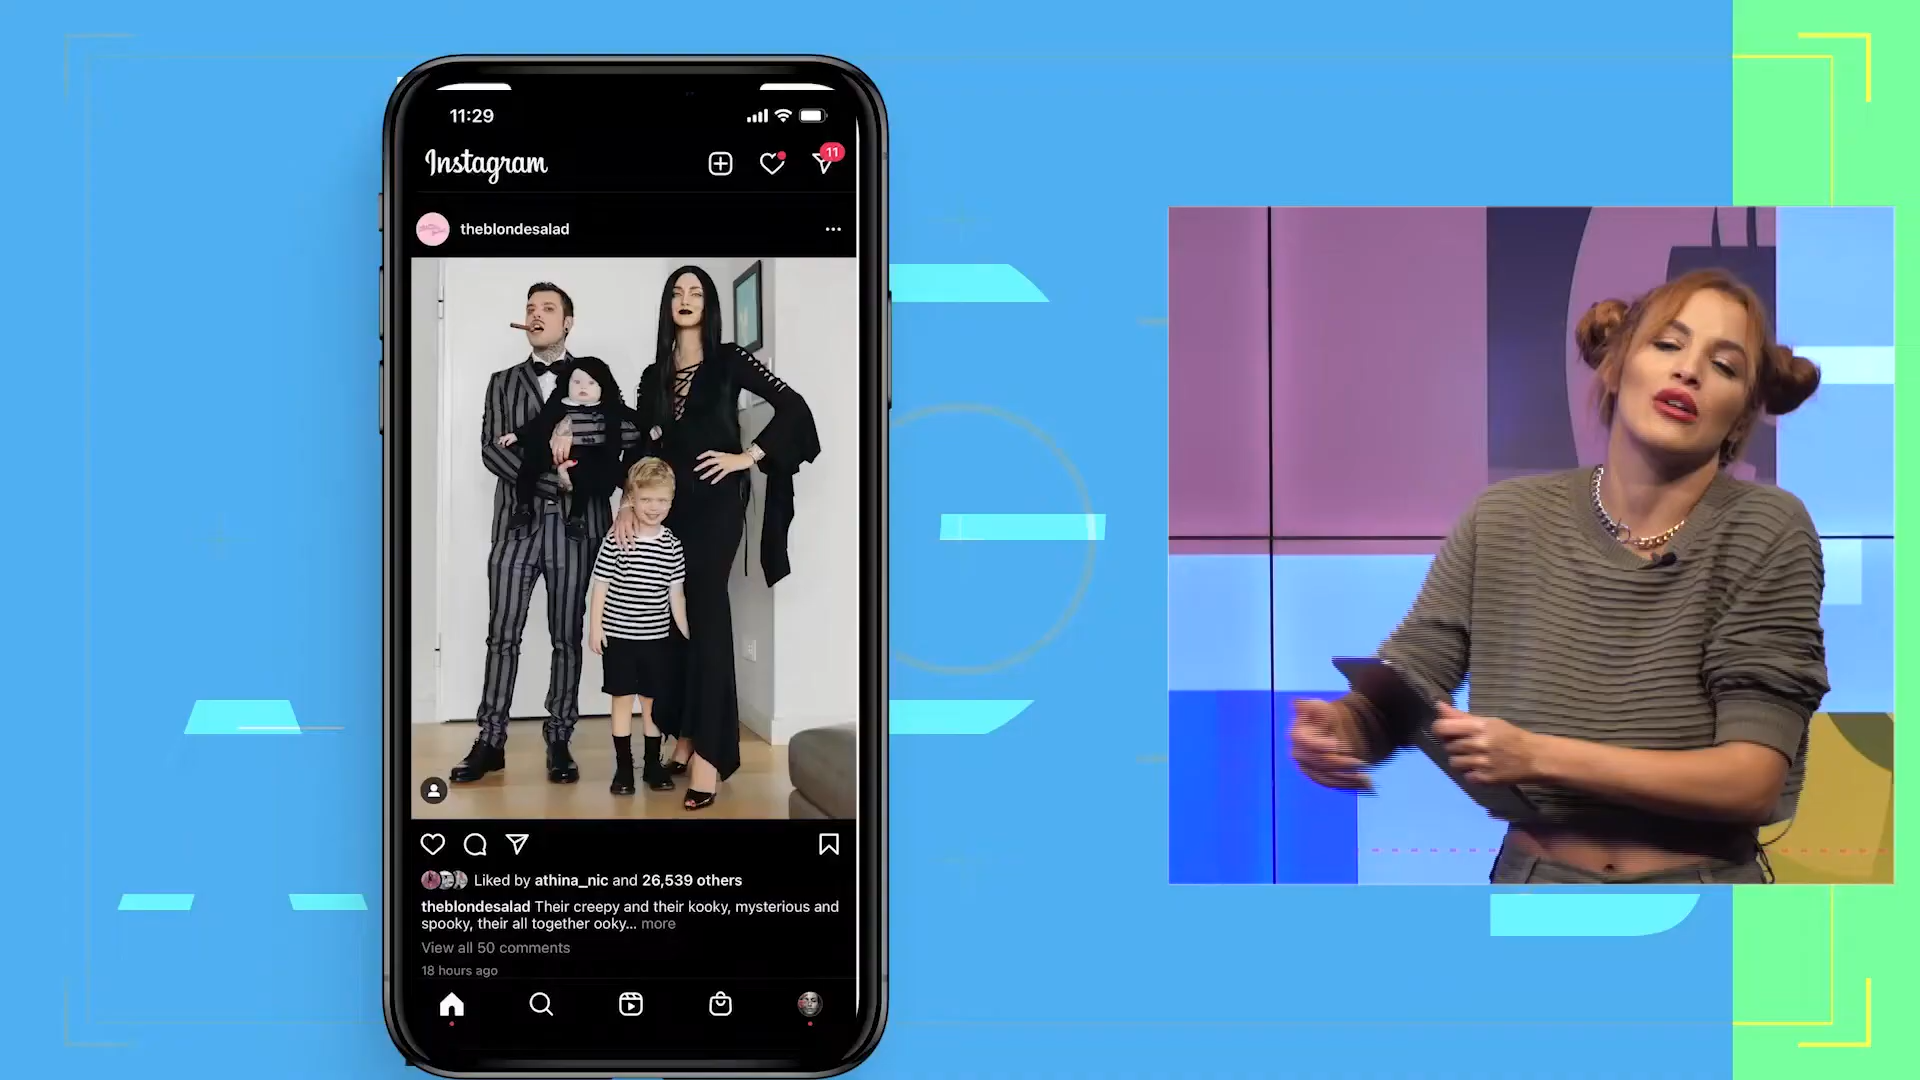 11:29
Instagram
11
theblondesalad
Liked by athina_nic and 26,539 others
theblondesalad Their creepy and their kooky, mysterious and
spooky, their all together ooky... more
View all 50 comments
18 hours ago